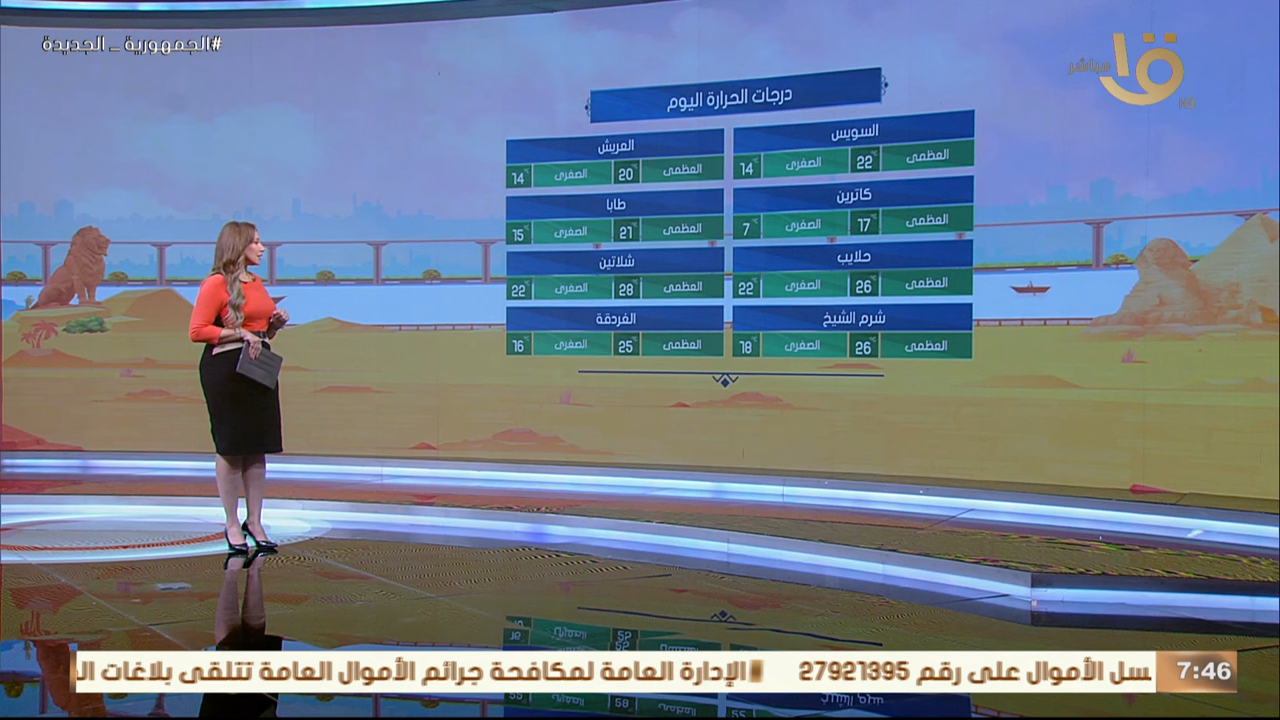 #الجمهورية_الجديدة
مباشر
HD
درجات الحرارة اليوم
السويس
العظمى 22°c الصغرى 14°c
العريش
العظمى 20°c الصغرى 14°c
كاترين
العظمى 17°c الصغرى 7°c
طابا
العظمى 21°c الصغرى 15°c
حلايب
العظمى 26°c الصغرى 22°c
شلاتين
العظمى 28°c الصغرى 22°c
شرم الشيخ
العظمى 26°c الصغرى 18°c
الغردقة
العظمى 25°c الصغرى 16°c
7:46
سل الأموال على رقم 27921395 الإدارة العامة لمكافحة جرائم الأموال العامة تتلقى بلاغات ال